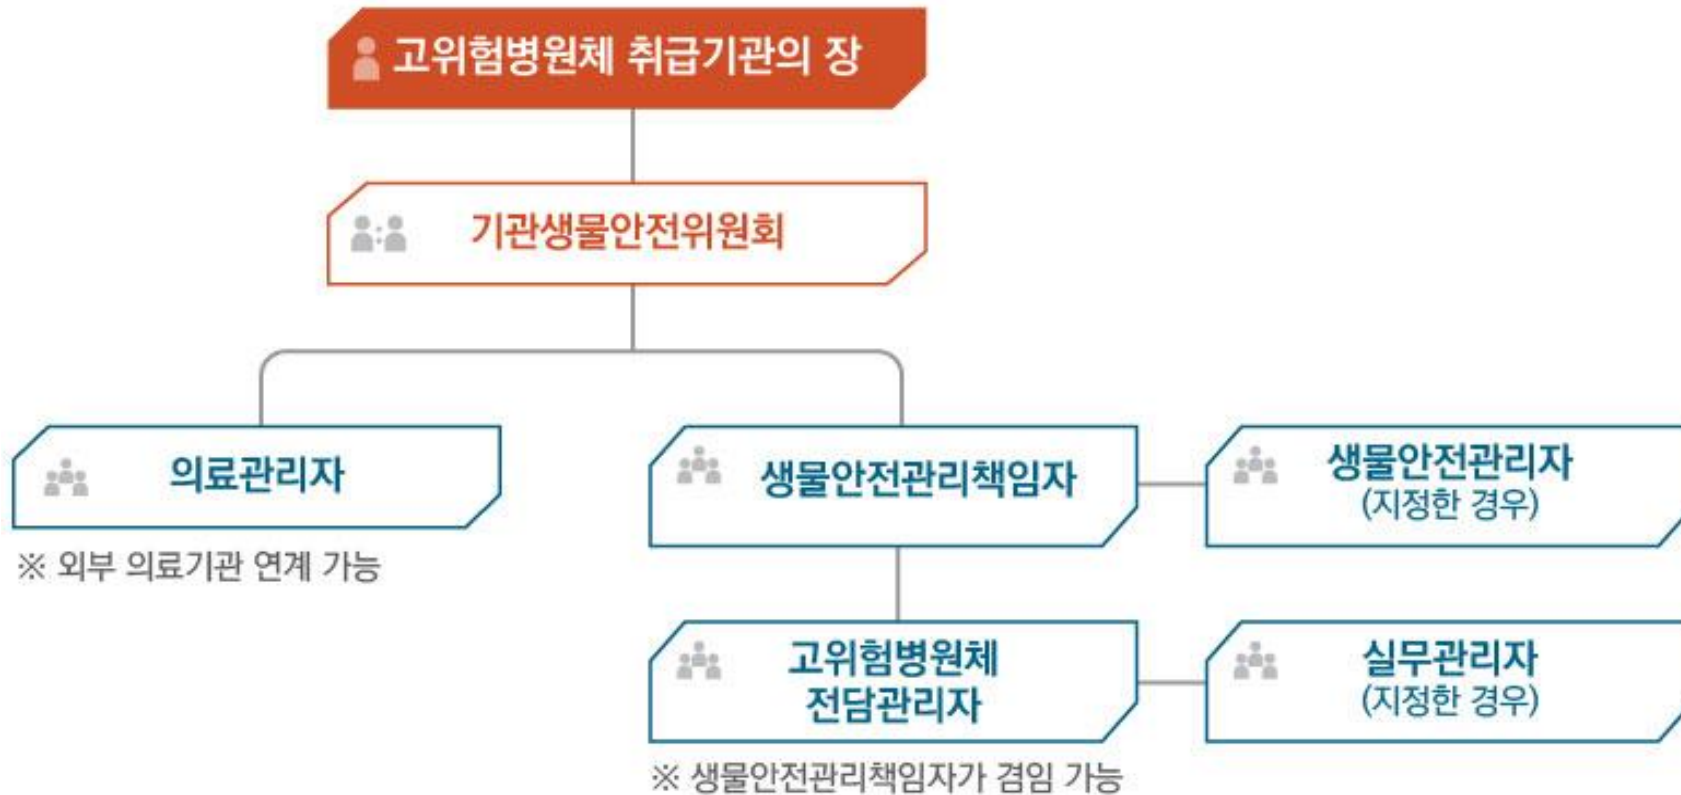 고위험병원체 취급기관의 장
기관생물안전위원회
의료관리자
※ 외부 의료기관 연계 가능
생물안전관리책임자
생물안전관리자
(지정한 경우)
고위험병원체
전담관리자
※ 생물안전관리책임자가 겸임 가능
실무관리자
(지정한 경우)